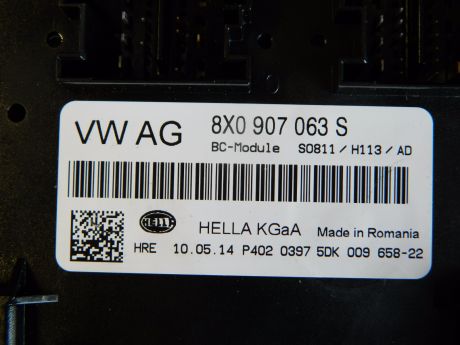 VW AG 8X0 907 063 S
BC-Module S0811/H113/AD
HELLA HELLA KGaA Made in Romania
HRE 10.05.14 P402 0397 5DK 009 658-22